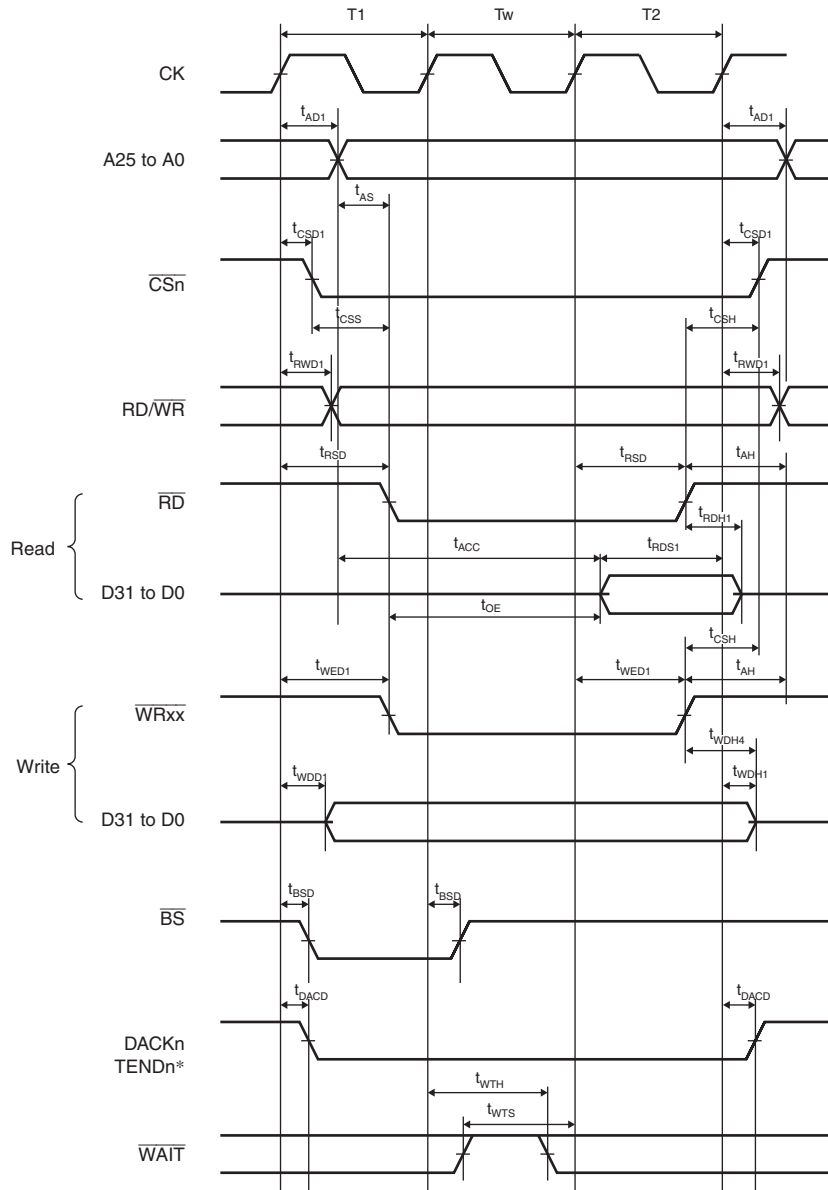 T1 Tw T2
CK
tAD1 tAD1
A25 to A0
tAS
tCSD1 tCSD1
CSn
tCSS tCSH
tRWD1 tRWD1
RD/WR
tRSD tRSD tAH
RD
tRDH1
Read
tACC tRDS1
D31 to D0
tOE
tCSH
tWED1 tWED1 tAH
WRxx
tWDH4
Write
tWDD1 tWDH1
D31 to D0
tBSD tBSD
BS
tDACD tDACD
DACKn
TENDn*
tWTH
tWTS
WAIT